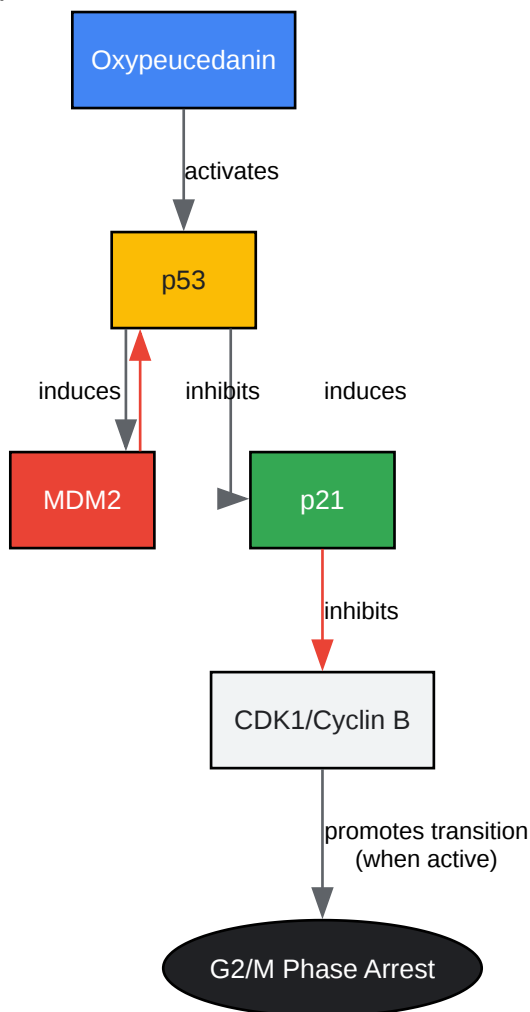 Oxypeucedanin
activates
p53
induces
inhibits
induces
MDM2
p21
inhibits
CDK1/Cyclin B
promotes transition
(when active)
G2/M Phase Arrest